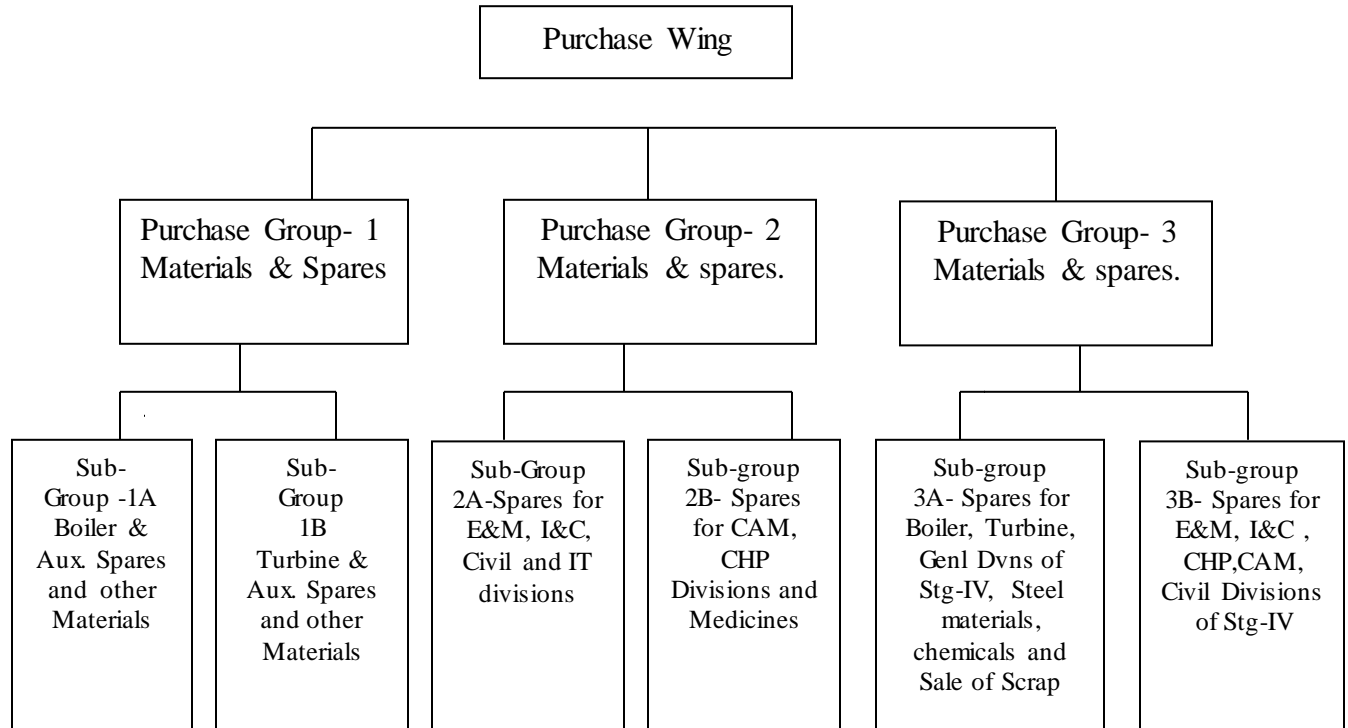 Purchase Wing
Purchase Group- 1
Materials & Spares
Purchase Group- 2
Materials & spares.
Purchase Group- 3
Materials & spares.
Sub-
Group -1A
Boiler &
Aux. Spares
and other
Materials
Sub-
Group
1B
Turbine &
Aux. Spares
and other
Materials
Sub-Group
2A-Spares for
E&M, I&C,
Civil and IT
divisions
Sub-group
2B- Spares
for CAM,
CHP
Divisions and
Medicines
Sub-group
3A- Spares for
Boiler, Turbine,
Genl Dvns of
Stg-IV, Steel
materials,
chemicals and
Sale of Scrap
Sub-group
3B- Spares for
E&M, I&C ,
CHP,CAM,
Civil Divisions
of Stg-IV